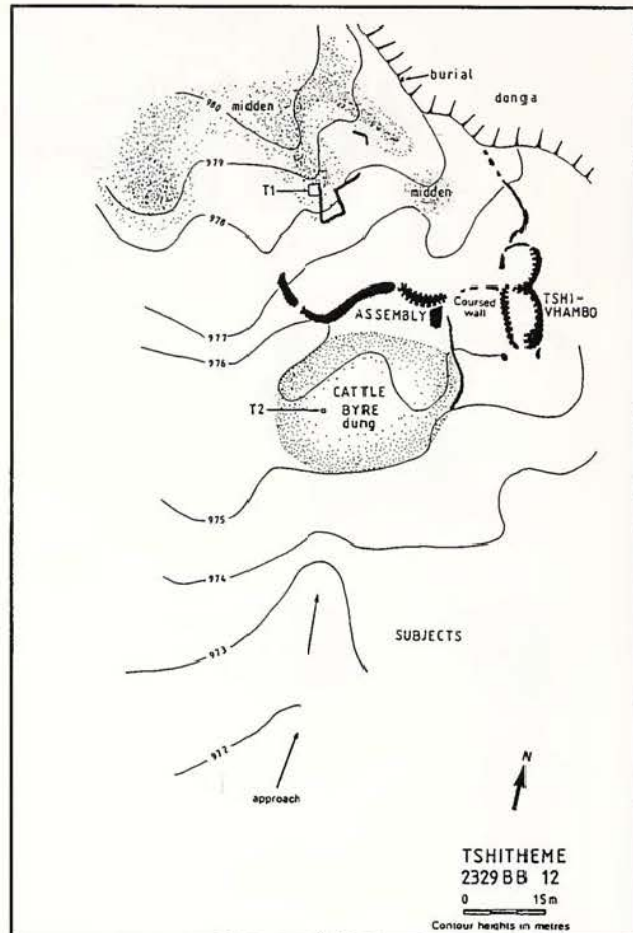 burial
donga
980
midden
979
T1
midden
978
TSHI-
VHAMBO
Coursed
wall
ASSEMBLY
977
976
CATTLE
BYRE
dung
T2
975
974
973
SUBJECTS
972
approach
N
TSHITHEME
2329 BB 12
0 15m
Contour heights in metres